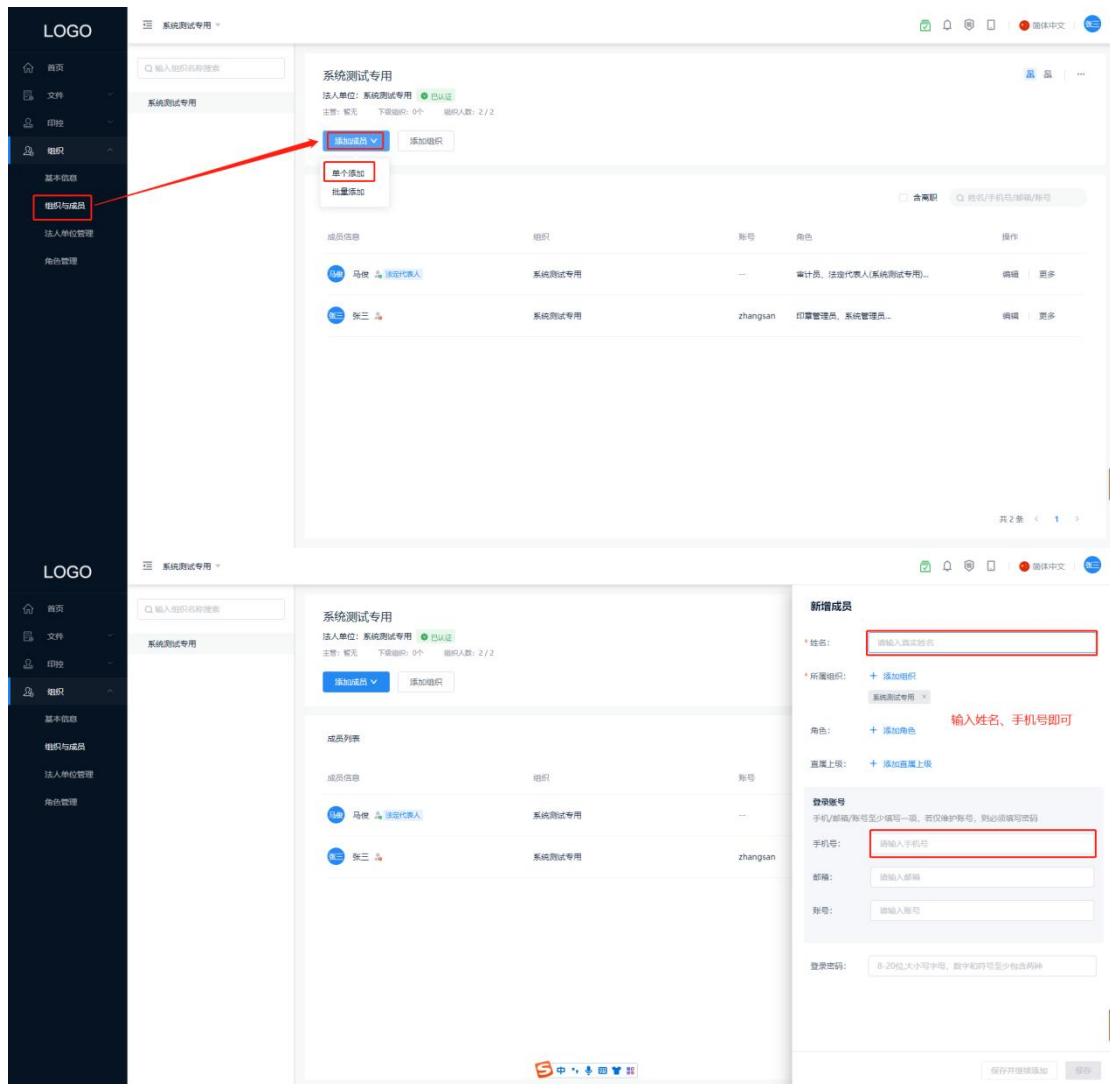 LOGO
系统测试专用
简体中文
张三
首页
文件
印控
组织
基本信息
组织与成员
法人单位管理
角色管理
输入组织名称搜索
系统测试专用
系统测试专用
法人单位: 系统测试专用 已认证
主管: 暂无 下级组织: 0个 组织人数: 2/2
添加成员 添加组织
单个添加
批量添加
含离职 姓名/手机号/邮箱/账号
成员信息 组织 账号 角色 操作
马俊 马俊 法定代表人 系统测试专用 --- 审计员、法定代表人(系统测试专用)... 编辑 更多
张三 张三 系统测试专用 zhangsan 印章管理员、系统管理员... 编辑 更多
共2条 < 1 >
LOGO
系统测试专用
简体中文
张三
首页
文件
印控
组织
基本信息
组织与成员
法人单位管理
角色管理
输入组织名称搜索
系统测试专用
系统测试专用
法人单位: 系统测试专用 已认证
主管: 暂无 下级组织: 0个 组织人数: 2/2
添加成员 添加组织
成员列表
成员信息 组织 账号
马俊 马俊 法定代表人 系统测试专用 ---
张三 张三 系统测试专用 zhangsan
新增成员
*姓名: 请输入真实姓名
*所属组织: + 添加组织
系统测试专用 ×
输入姓名、手机号即可
角色: + 添加角色
直属上级: + 添加直属上级
登录账号
手机/邮箱/账号至少填写一项，若仅维护账号，则必须填写密码
手机号: 请输入手机号
邮箱: 请输入邮箱
账号: 请输入账号
登录密码: 8-20位,大小写字母、数字和符号至少包含两种
保存并继续添加 保存
中